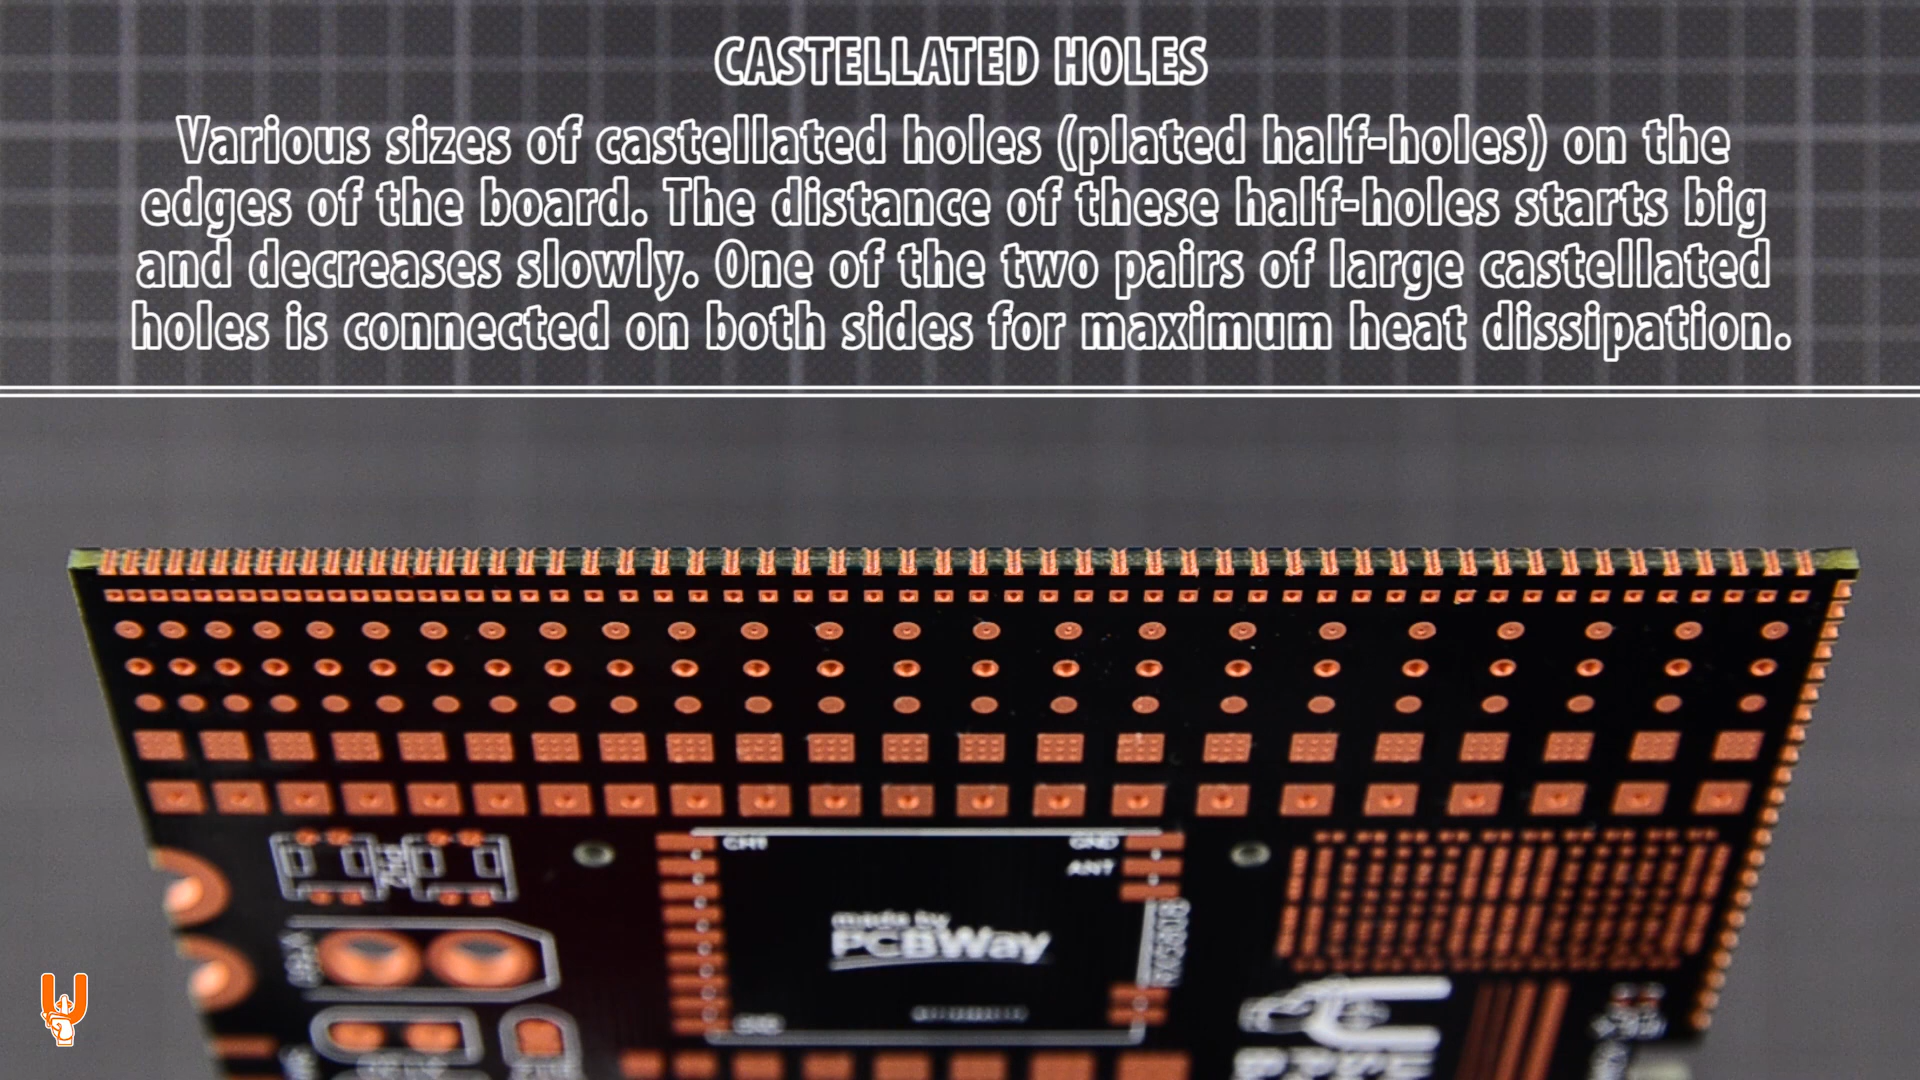 CASTELLATED HOLES
Various sizes of castellated holes (plated half-holes) on the
edges of the board. The distance of these half-holes starts big
and decreases slowly. One of the two pairs of large castellated
holes is connected on both sides for maximum heat dissipation.
CH1
GND
ANT
made by
PCBWay